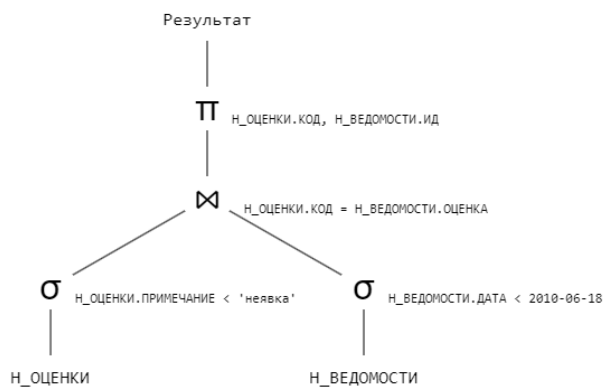 Результат
π Н_ОЦЕНКИ.КОД, Н_ВЕДОМОСТИ.ИД
⋈ Н_ОЦЕНКИ.КОД = Н_ВЕДОМОСТИ.ОЦЕНКА
σ Н_ОЦЕНКИ.ПРИМЕЧАНИЕ < 'неявка'
σ Н_ВЕДОМОСТИ.ДАТА < 2010-06-18
Н_ОЦЕНКИ
Н_ВЕДОМОСТИ